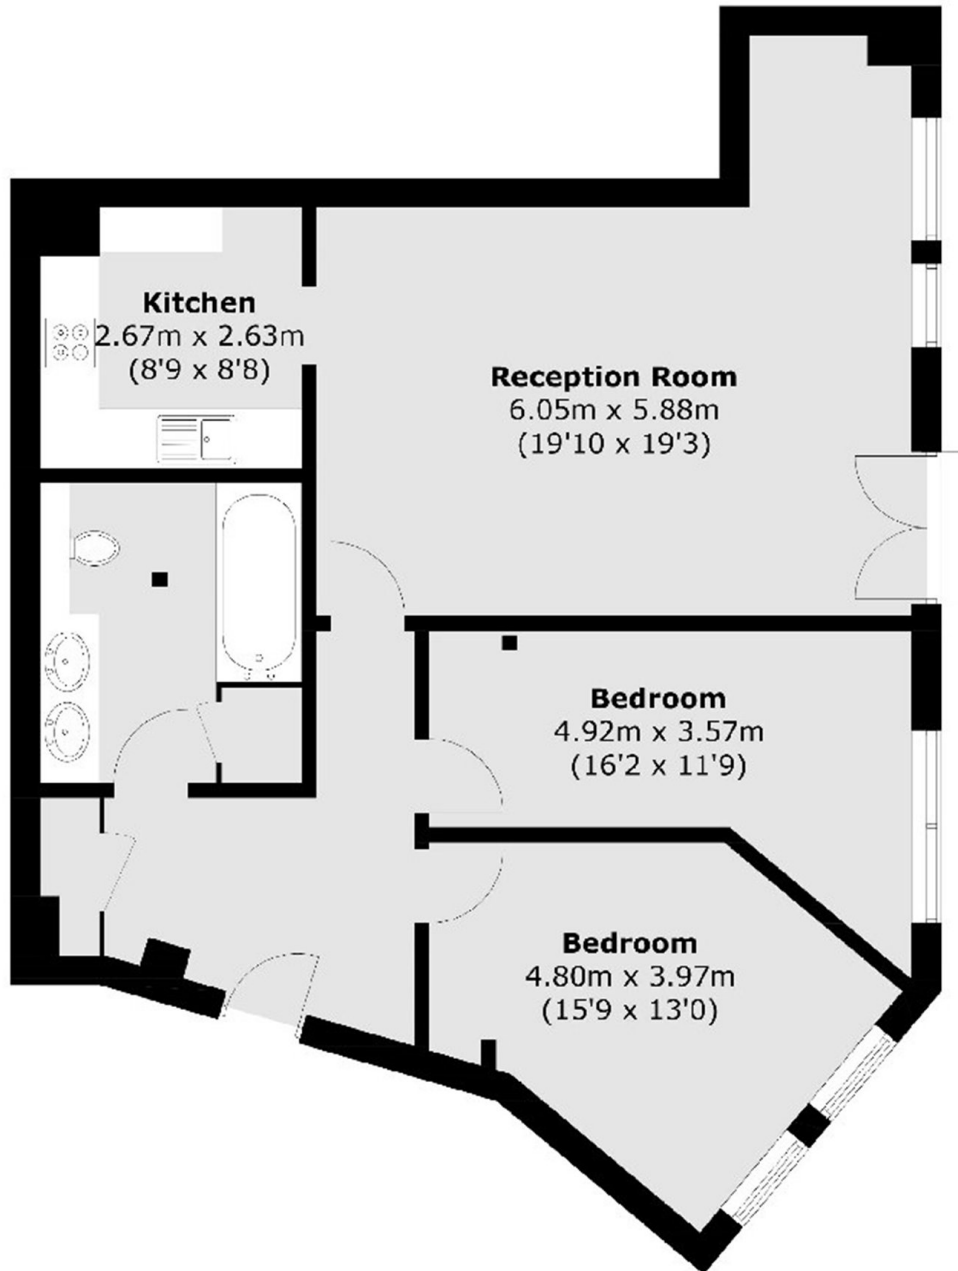 Kitchen
2.67m x 2.63m
(8'9 x 8'8)
Reception Room
6.05m x 5.88m
(19'10 x 19'3)
Bedroom
4.92m x 3.57m
(16'2 x 11'9)
Bedroom
4.80m x 3.97m
(15'9 x 13'0)